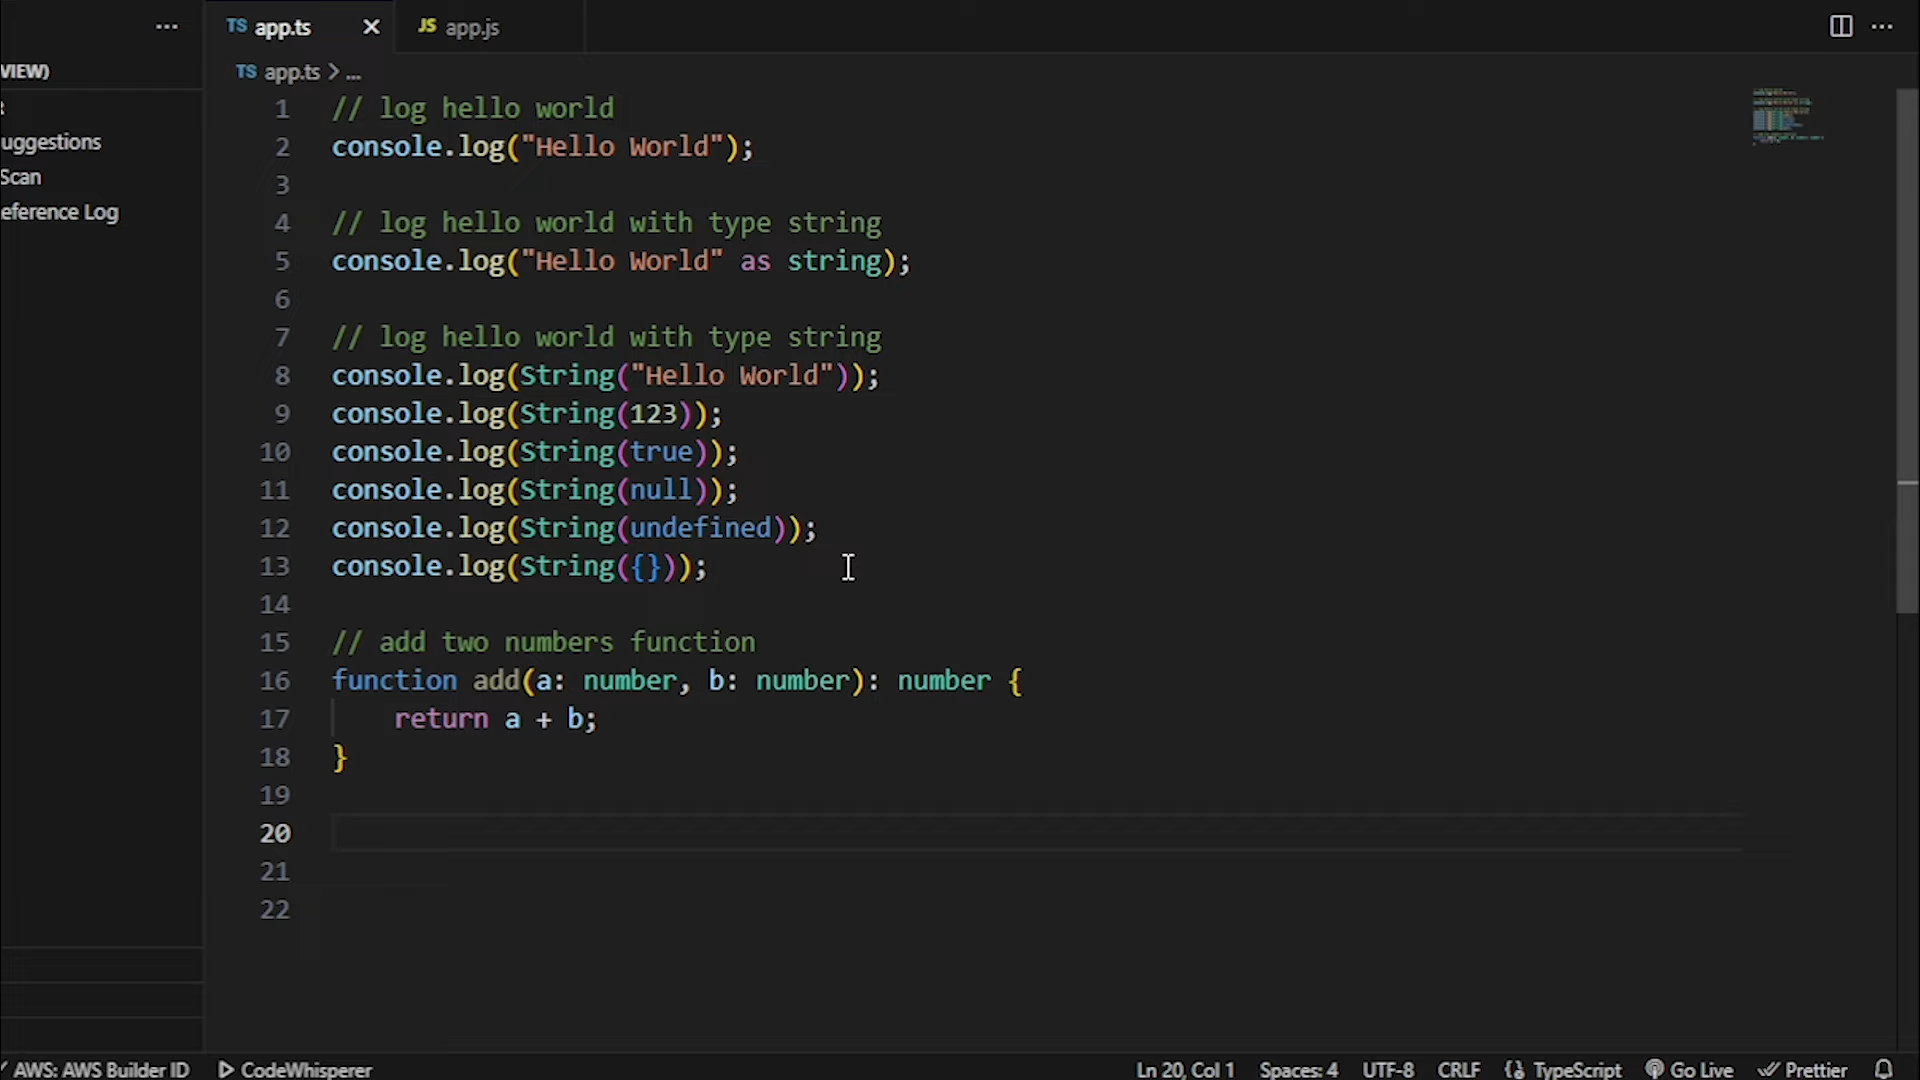 TS app.ts
JS app.js
VIEW)
TS app.ts > ...
uggestions
Scan
eference Log
1 // log hello world
2 console.log("Hello World");
3
4 // log hello world with type string
5 console.log("Hello World" as string);
6
7 // log hello world with type string
8 console.log(String("Hello World"));
9 console.log(String(123));
10 console.log(String(true));
11 console.log(String(null));
12 console.log(String(undefined));
13 console.log(String({}));
14
15 // add two numbers function
16 function add(a: number, b: number): number {
17     return a + b;
18 }
19
20
21
22
AWS: AWS Builder ID
CodeWhisperer
Ln 20, Col 1
Spaces: 4
UTF-8
CRLF
{} TypeScript
Go Live
Prettier